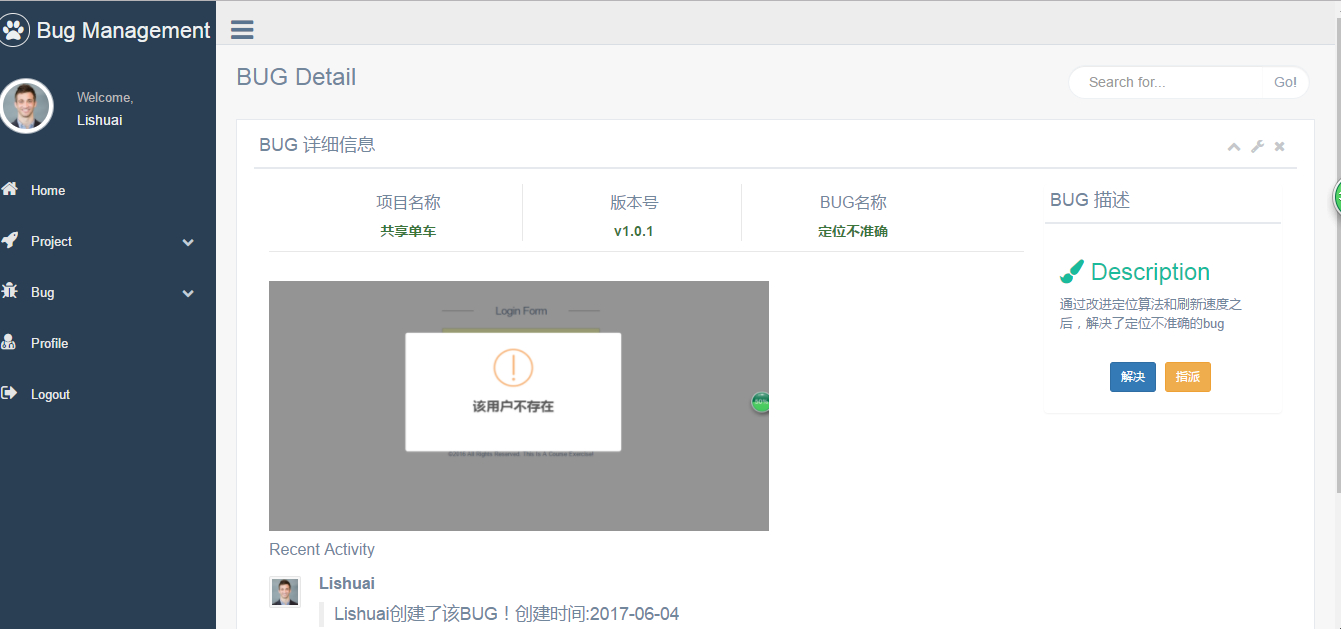 Bug Management
Welcome,
Lishuai
Home
Project
Bug
Profile
Logout
BUG Detail
Search for...
Go!
BUG 详细信息
项目名称
版本号
BUG名称
共享单车
v1.0.1
定位不准确
Login Form
该用户不存在
©2016 All Rights Reserved. This Is A Course Exercise!
Recent Activity
Lishuai
Lishuai创建了该BUG！创建时间:2017-06-04
BUG 描述
Description
通过改进定位算法和刷新速度之
后，解决了定位不准确的bug
解决
指派